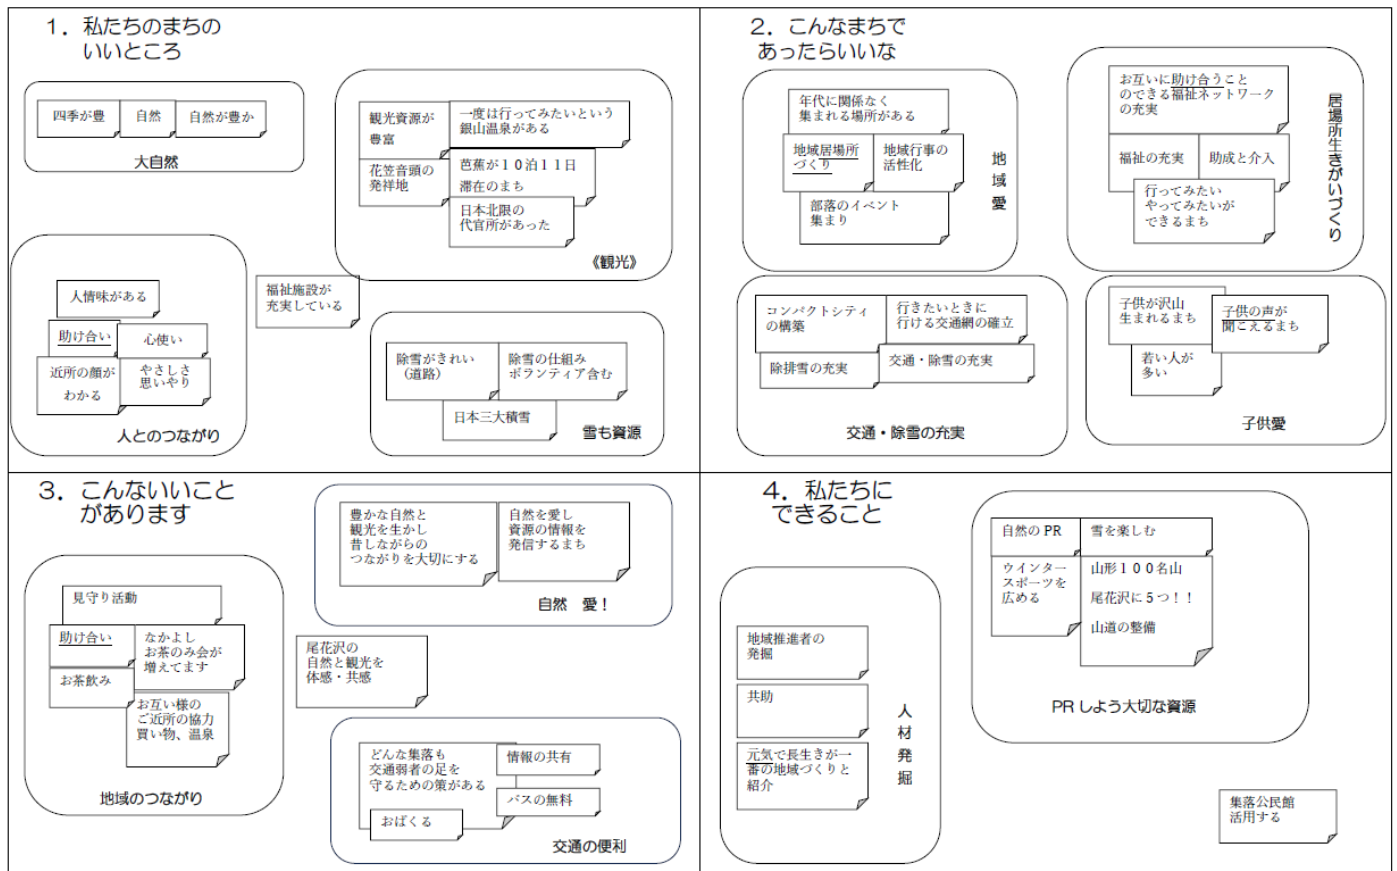 1．私たちのまちの
いいところ
四季が豊
自然
自然が豊か
大自然
観光資源が
豊富
一度は行ってみたいという
銀山温泉がある
花笠音頭の
発祥地
芭蕉が１０泊１１日
滞在のまち
日本北限の
代官所があった
《観光》
人情味がある
助け合い
心使い
近所の顔が
わかる
やさしさ
思いやり
人とのつながり
福祉施設が
充実している
除雪がきれい
（道路）
除雪の仕組み
ボランティア含む
日本三大積雪
雪も資源
2．こんなまちで
あったらいいな
年代に関係なく
集まれる場所がある
地域居場所
づくり
地域行事の
活性化
部落のイベント
集まり
地域愛
お互いに助け合うこと
のできる福祉ネットワーク
の充実
福祉の充実
助成と介入
行ってみたい
やってみたいが
できるまち
居場所生きがいづくり
コンパクトシティ
の構築
行きたいときに
行ける交通網の確立
除排雪の充実
交通・除雪の充実
交通・除雪の充実
子供が沢山
生まれるまち
子供の声が
聞こえるまち
若い人が
多い
子供愛
3．こんないいこと
があります
豊かな自然と
観光を生かし
昔しながらの
つながりを大切にする
自然を愛し
資源の情報を
発信するまち
自然　愛！
見守り活動
助け合い
なかよし
お茶のみ会が
増えてます
お茶飲み
お互い様の
ご近所の協力
買い物、温泉
地域のつながり
尾花沢の
自然と観光を
体感・共感
どんな集落も
交通弱者の足を
守るための策がある
情報の共有
バスの無料
おばくる
交通の便利
4．私たちに
できること
自然のPR
雪を楽しむ
ウインター
スポーツを
広める
山形１００名山
尾花沢に５つ！！
山道の整備
PRしよう大切な資源
地域推進者の
発掘
共助
元気で長生きが一
番の地域づくりと
紹介
人材発掘
集落公民館
活用する